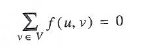 ∑ f(u, v) = 0
v ∈ V